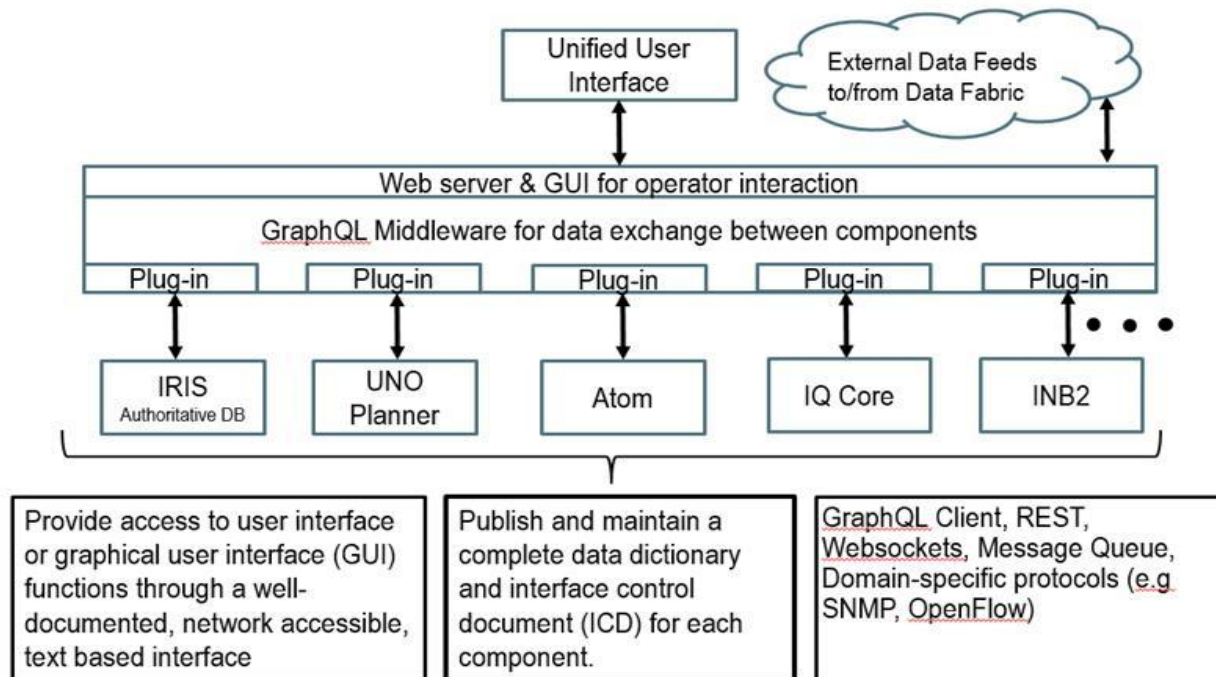 Unified User
Interface
External Data Feeds
to/from Data Fabric
Web server & GUI for operator interaction
GraphQL Middleware for data exchange between components
Plug-in Plug-in Plug-in Plug-in Plug-in
IRIS
Authoritative DB
UNO
Planner
Atom
IQ Core
INB2
Provide access to user interface
or graphical user interface (GUI)
functions through a well-
documented, network accessible,
text based interface
Publish and maintain a
complete data dictionary
and interface control
document (ICD) for each
component.
GraphQL Client, REST,
Websockets, Message Queue,
Domain-specific protocols (e.g
SNMP, OpenFlow)